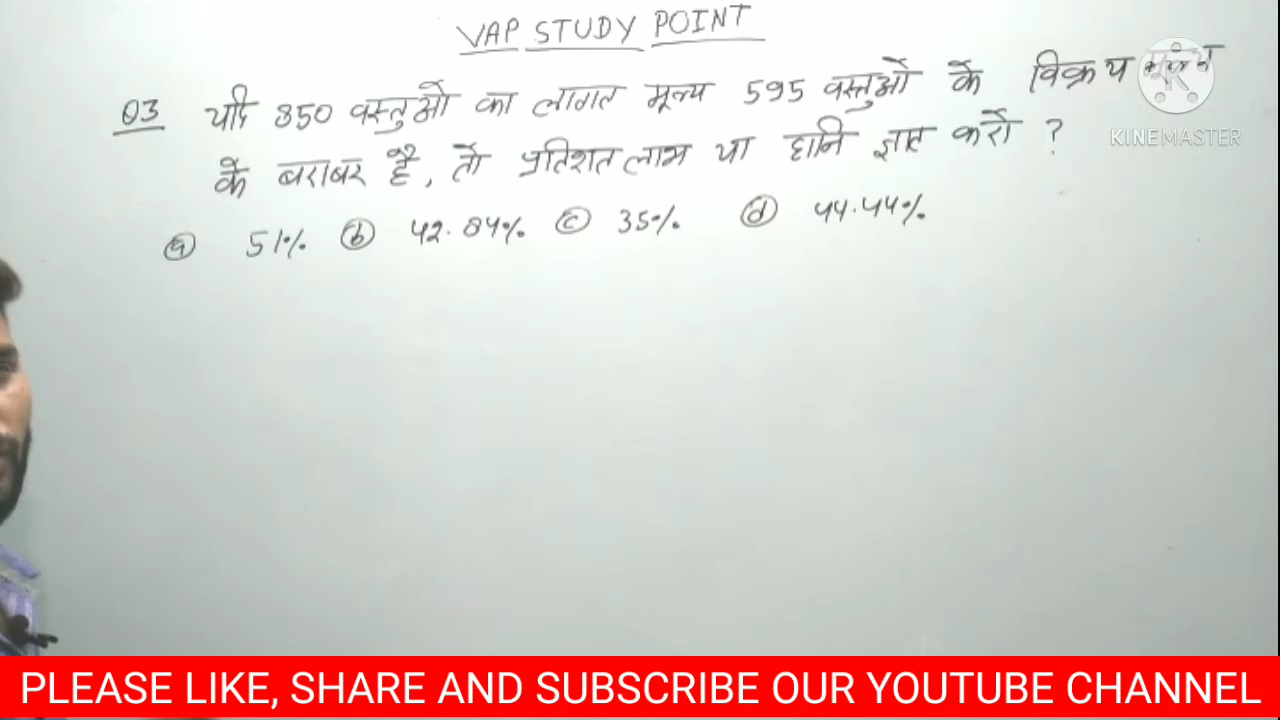 VAP STUDY POINT
03 यदि 850 वस्तुओं का लागत मूल्य 595 वस्तुओं के विक्रय
के बराबर है, तो प्रतिशत लाभ या हानि ज्ञात करो ?
(a) 51% (b) 42.84% (c) 35% (d) 44.44%
KINEMASTER
PLEASE LIKE, SHARE AND SUBSCRIBE OUR YOUTUBE CHANNEL